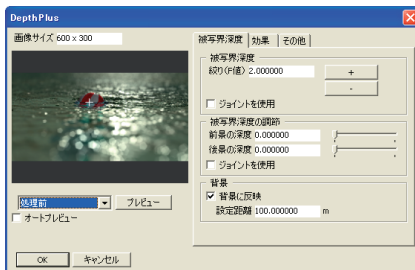 DepthPlus
画像サイズ 600 x 300
処理前
プレビュー
オートプレビュー
OK
キャンセル
被写界深度 効果 その他
被写界深度
絞り(F値) 2.000000
+
-
ジョイントを使用
被写界深度の調節
前景の深度 0.000000
後景の深度 0.000000
ジョイントを使用
背景
背景に反映
設定距離 100.000000 m